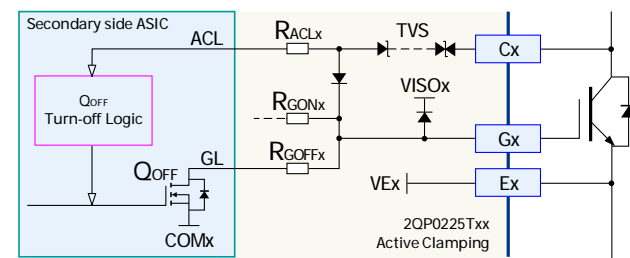 Secondary side ASIC
ACL
RACLx
TVS
Cx
QOFF
Turn-off Logic
VISOx
RGONx
Gx
QOFF
GL
RGOFFx
VEx
Ex
COMx
2QP0225Txx
Active Clamping